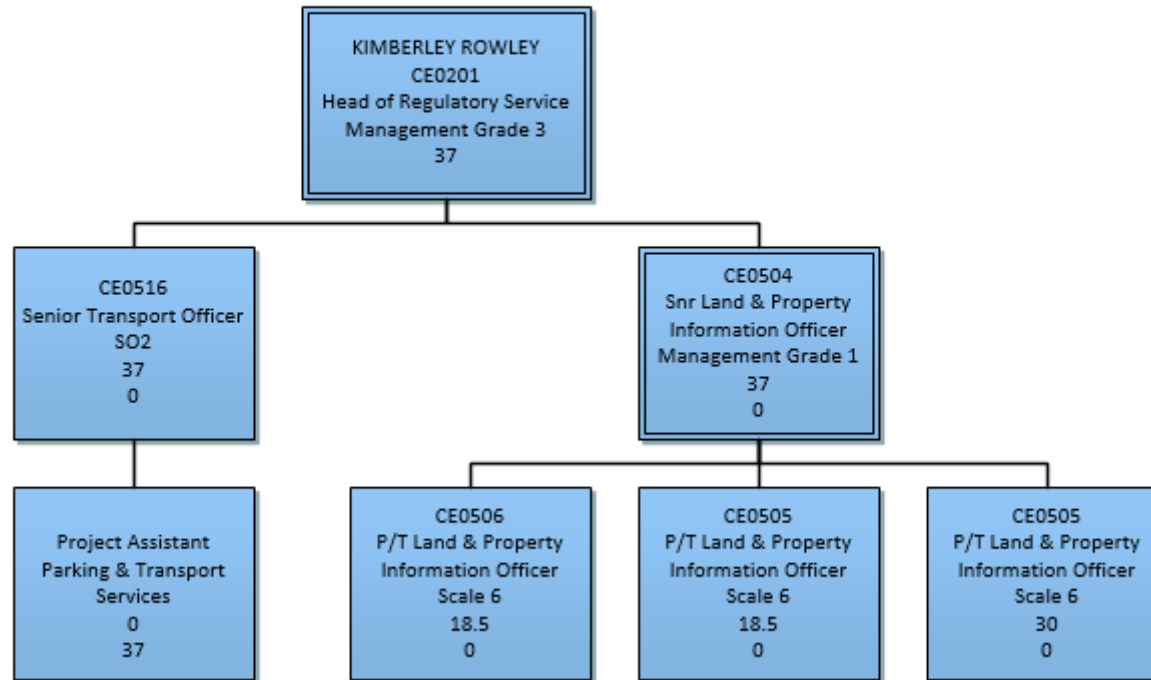 KIMBERLEY ROWLEY
CE0201
Head of Regulatory Service
Management Grade 3
37
CE0516
Senior Transport Officer
SO2
37
0
CE0504
Snr Land & Property
Information Officer
Management Grade 1
37
0
Project Assistant
Parking & Transport
Services
0
37
CE0506
P/T Land & Property
Information Officer
Scale 6
18.5
0
CE0505
P/T Land & Property
Information Officer
Scale 6
18.5
0
CE0505
P/T Land & Property
Information Officer
Scale 6
30
0